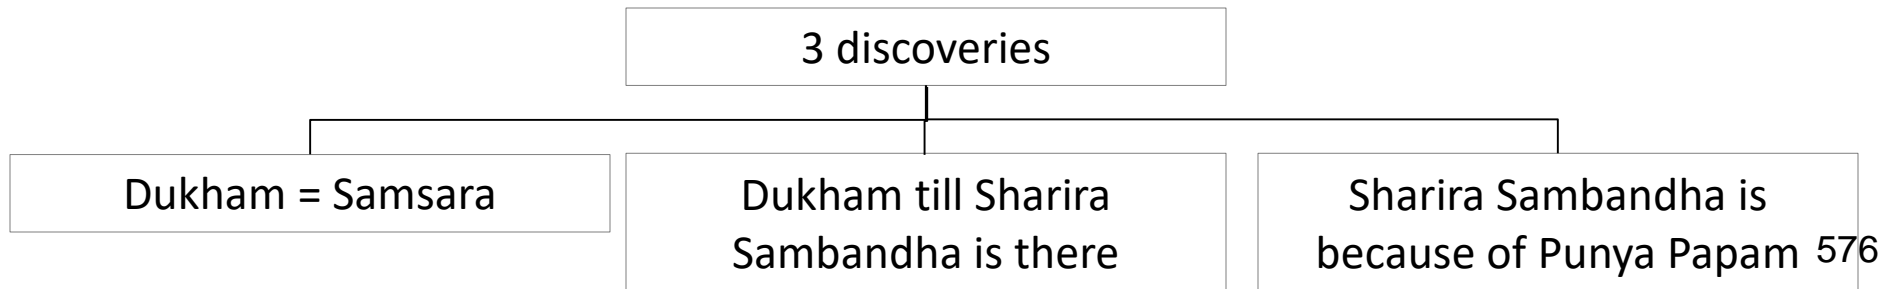 3 discoveries
Dukham = Samsara
Dukham till Sharira
Sambandha is there
Sharira Sambandha is
because of Punya Papam
576